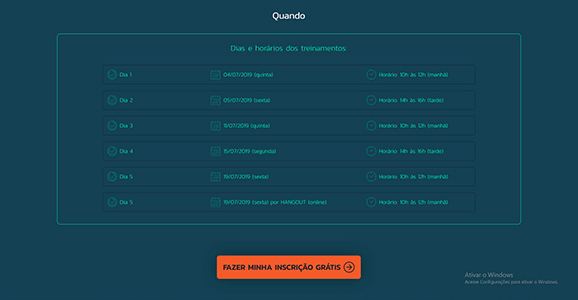 Quando
Dias e horários dos treinamentos
Dia 1 04/07/2019 (quinta) Horário: 10h às 12h (manhã)
Dia 2 05/07/2019 (sexta) Horário: 14h às 16h (tarde)
Dia 3 11/07/2019 (quinta) Horário: 10h às 12h (manhã)
Dia 4 15/07/2019 (segunda) Horário: 14h às 16h (tarde)
Dia 5 19/07/2019 (sexta) Horário: 10h às 12h (manhã)
Dia 5 19/07/2019 (sexta) por HANGOUT (online) Horário: 10h às 12h (manhã)
FAZER MINHA INSCRIÇÃO GRÁTIS
Ativar o Windows
Acesse Configurações para ativar o Windows.